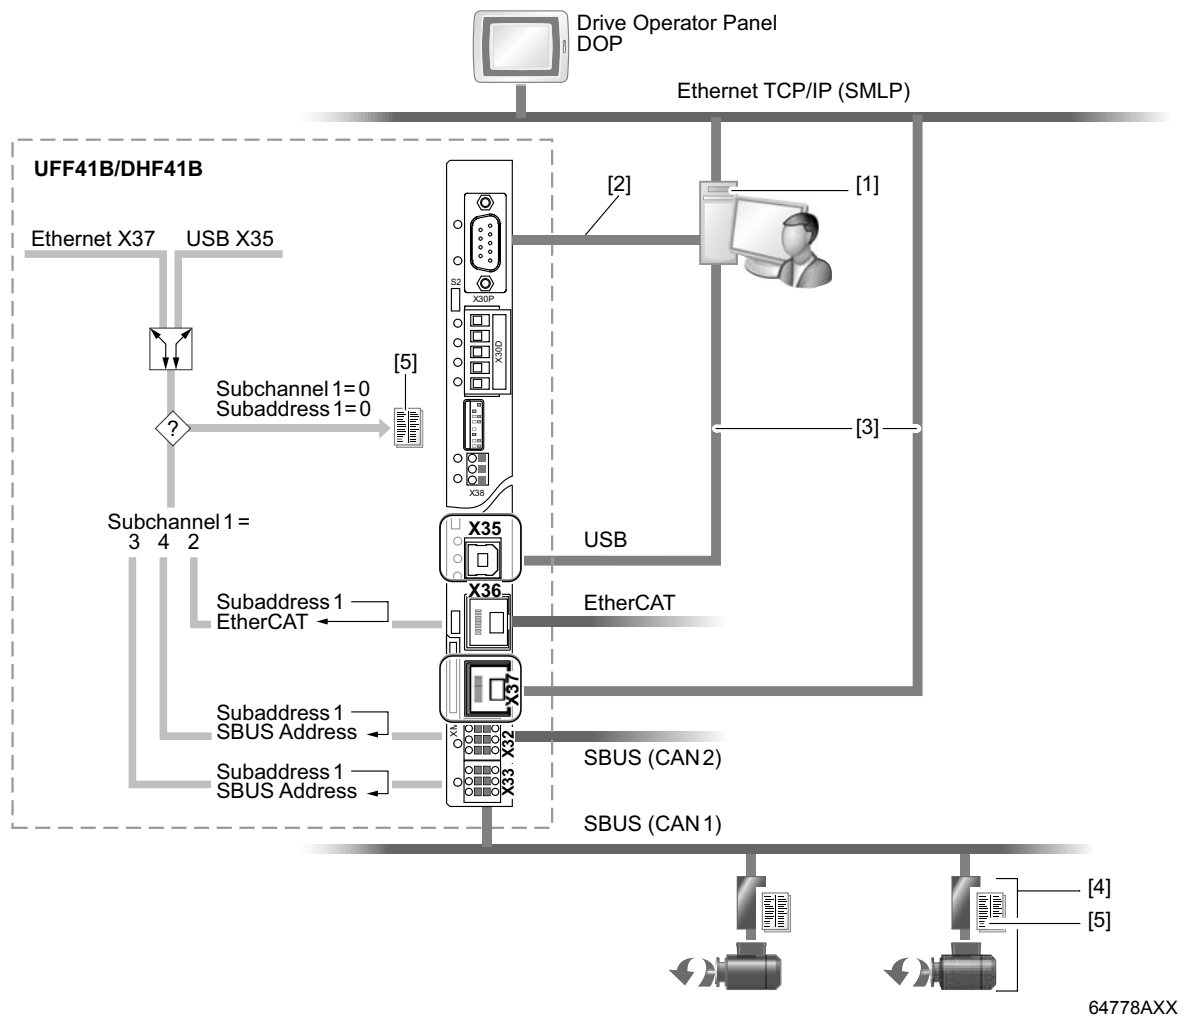 Drive Operator Panel
DOP
Ethernet TCP/IP (SMLP)
UFF41B/DHF41B
[2]
[1]
Ethernet X37
USB X35
S2
X30P
X30D
[5]
Subchannel 1=0
Subaddress 1=0
?
[3]
X38
Subchannel 1 =
3 4 2
X35
USB
X36
EtherCAT
Subaddress 1
EtherCAT
X37
Subaddress 1
SBUS Address
XM
X32
SBUS (CAN 2)
Subaddress 1
SBUS Address
X33
SBUS (CAN 1)
[4]
[5]
64778AXX